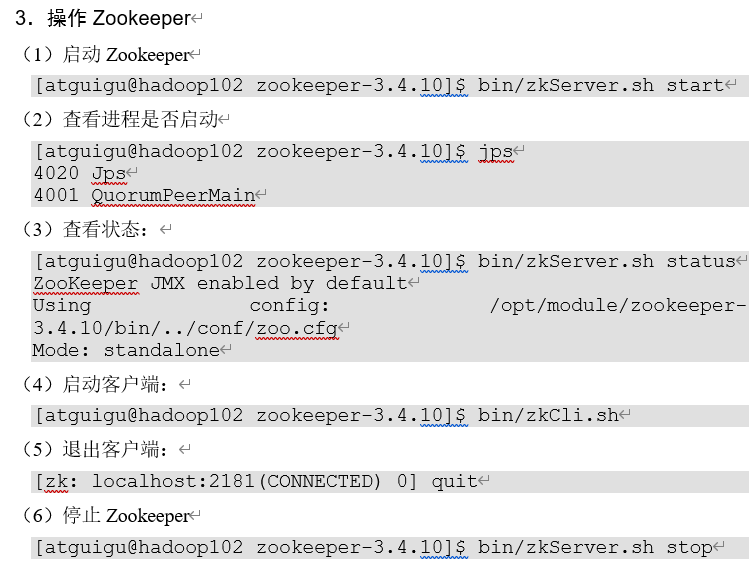 3．操作 Zookeeper
（1）启动 Zookeeper
[atguigu@hadoop102 zookeeper-3.4.10]$ bin/zkServer.sh start
（2）查看进程是否启动
[atguigu@hadoop102 zookeeper-3.4.10]$ jps
4020 Jps
4001 QuorumPeerMain
（3）查看状态：
[atguigu@hadoop102 zookeeper-3.4.10]$ bin/zkServer.sh status
ZooKeeper JMX enabled by default
Using config: /opt/module/zookeeper-
3.4.10/bin/../conf/zoo.cfg
Mode: standalone
（4）启动客户端：
[atguigu@hadoop102 zookeeper-3.4.10]$ bin/zkCli.sh
（5）退出客户端：
[zk: localhost:2181(CONNECTED) 0] quit
（6）停止 Zookeeper
[atguigu@hadoop102 zookeeper-3.4.10]$ bin/zkServer.sh stop